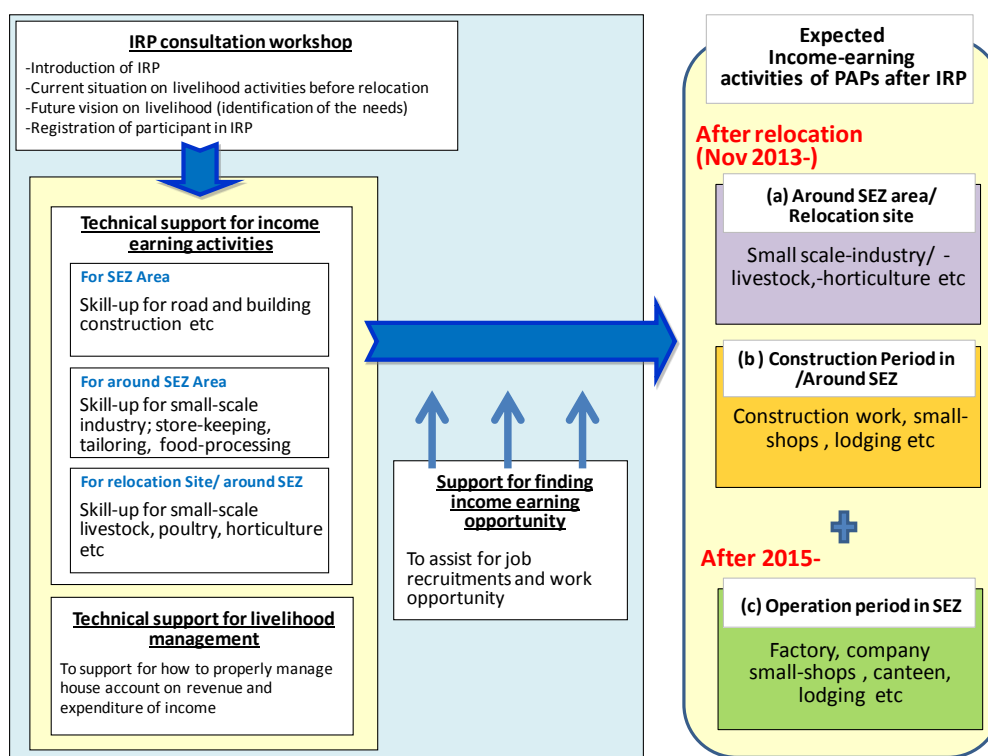 IRP consultation workshop
-Introduction of IRP
-Current situation on livelihood activities before relocation
-Future vision on livelihood (identification of the needs)
-Registration of participant in IRP
Technical support for income
earning activities
For SEZ Area
Skill-up for road and building
construction etc
For around SEZ Area
Skill-up for small-scale
industry; store-keeping,
tailoring, food-processing
For relocation Site/ around SEZ
Skill-up for small-scale
livestock, poultry, horticulture
etc
Technical support for livelihood
management
To support for how to properly manage
house account on revenue and
expenditure of income
Support for finding
income earning
opportunity
To assist for job
recruitments and work
opportunity
Expected
Income-earning
activities of PAPs after IRP
After relocation
(Nov 2013-)
(a) Around SEZ area/
Relocation site
Small scale-industry/ -
livestock,-horticulture etc
(b) Construction Period in
/Around SEZ
Construction work, small-
shops , lodging etc
After 2015-
(c) Operation period in SEZ
Factory, company
small-shops , canteen,
lodging etc